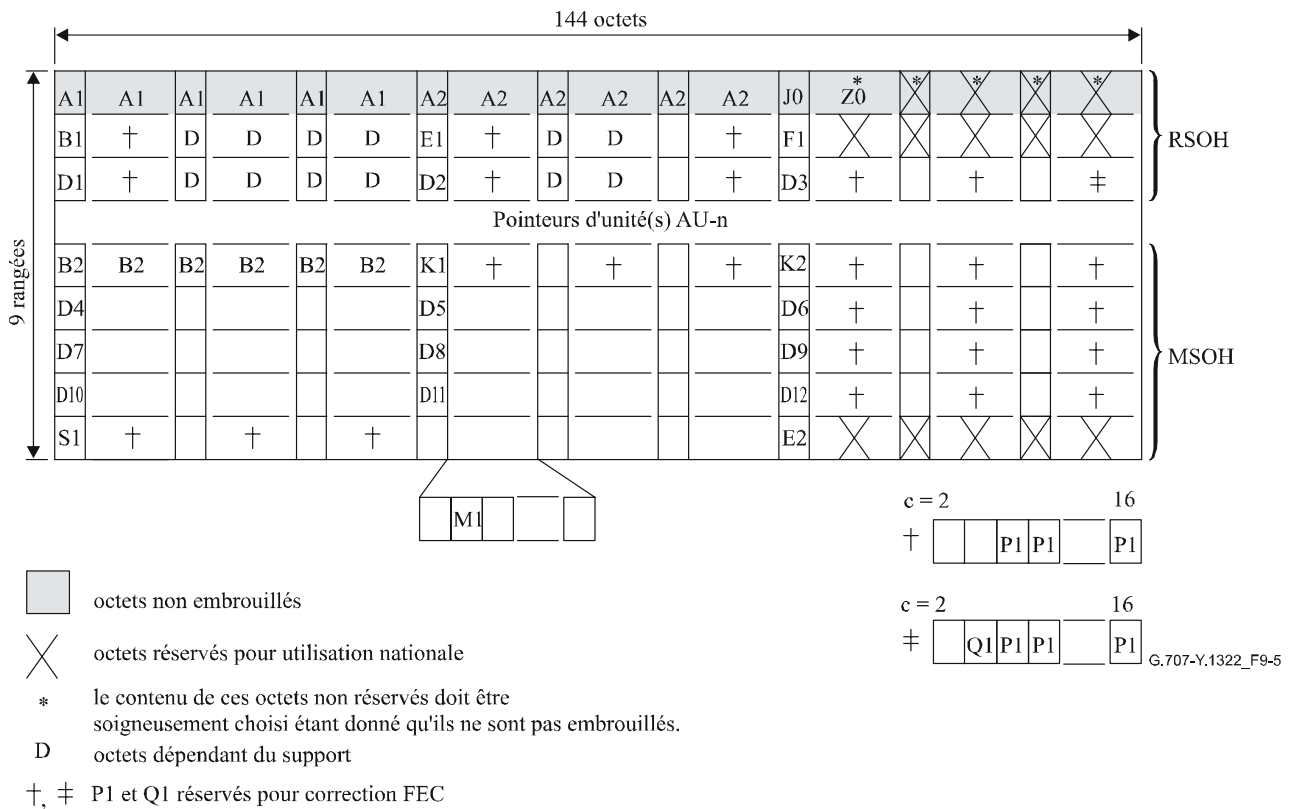 144 octets
9 rangées
A1 A1 A1 A1 A1 A1 A2 A2 A2 A2 A2 A2 J0 Z0 * * * * *
B1 † D D D D E1 † D D † F1
D1 † D D D D D2 † D D † D3 † † ‡
RSOH
Pointeurs d'unité(s) AU-n
B2 B2 B2 B2 B2 B2 K1 † † † K2 † † †
D4 D5 D6 † † †
D7 D8 D9 † † †
D10 D11 D12 † † †
S1 † † † E2
MSOH
M1
c = 2 16
† P1 P1 P1
c = 2 16
‡ Q1 P1 P1 P1
G.707-Y.1322_F9-5
octets non embrouillés
octets réservés pour utilisation nationale
* le contenu de ces octets non réservés doit être
soigneusement choisi étant donné qu'ils ne sont pas embrouillés.
D octets dépendant du support
†, ‡ P1 et Q1 réservés pour correction FEC